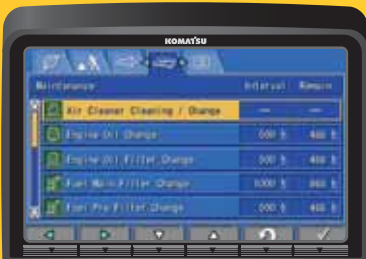 KOMATSU
Maintenance Interval Remain
Air Cleaner Cleaning / Change — —
Engine Oil Change 500 h
Engine Oil Filter Change 500 h
Fuel Main Filter Change 1000 h
Fuel Pre Filter Change 500 h